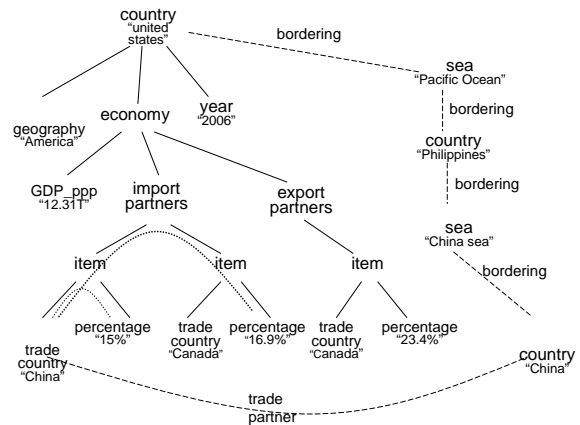 country
“united
states”
bordering
sea
“Pacific Ocean”
bordering
geography
“America”
economy
year
“2006”
country
“Philippines”
bordering
GDP_ppp
“12.31T”
import
partners
export
partners
sea
“China sea”
bordering
item
item
item
trade
country
“China”
percentage
“15%”
trade
country
“Canada”
percentage
“16.9%”
trade
country
“Canada”
percentage
“23.4%”
country
“China”
trade
partner